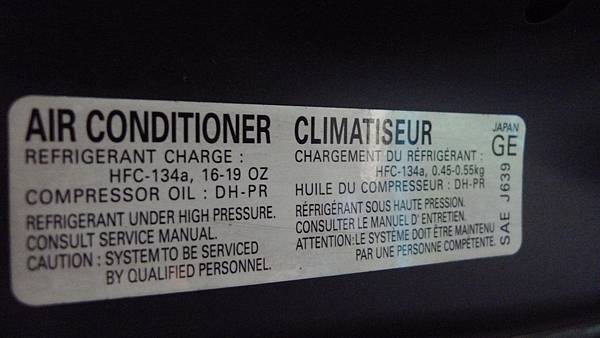 AIR CONDITIONER
REFRIGERANT CHARGE :
HFC-134a, 16-19 OZ
COMPRESSOR OIL : DH-PR
REFRIGERANT UNDER HIGH PRESSURE.
CONSULT SERVICE MANUAL.
CAUTION : SYSTEM TO BE SERVICED
BY QUALIFIED PERSONNEL.
CLIMATISEUR
CHARGEMENT DU RÉFRIGÉRANT :
HFC-134a, 0.45-0.55kg
HUILE DU COMPRESSEUR : DH-PR
RÉFRIGÉRANT SOUS HAUTE PRESSION.
CONSULTER LE MANUEL D' ENTRETIEN.
ATTENTION: LE SYSTÈME DOIT ÊTRE MAINTENU
PAR UNE PERSONNE COMPÉTENTE.
JAPAN
GE
SAE J639